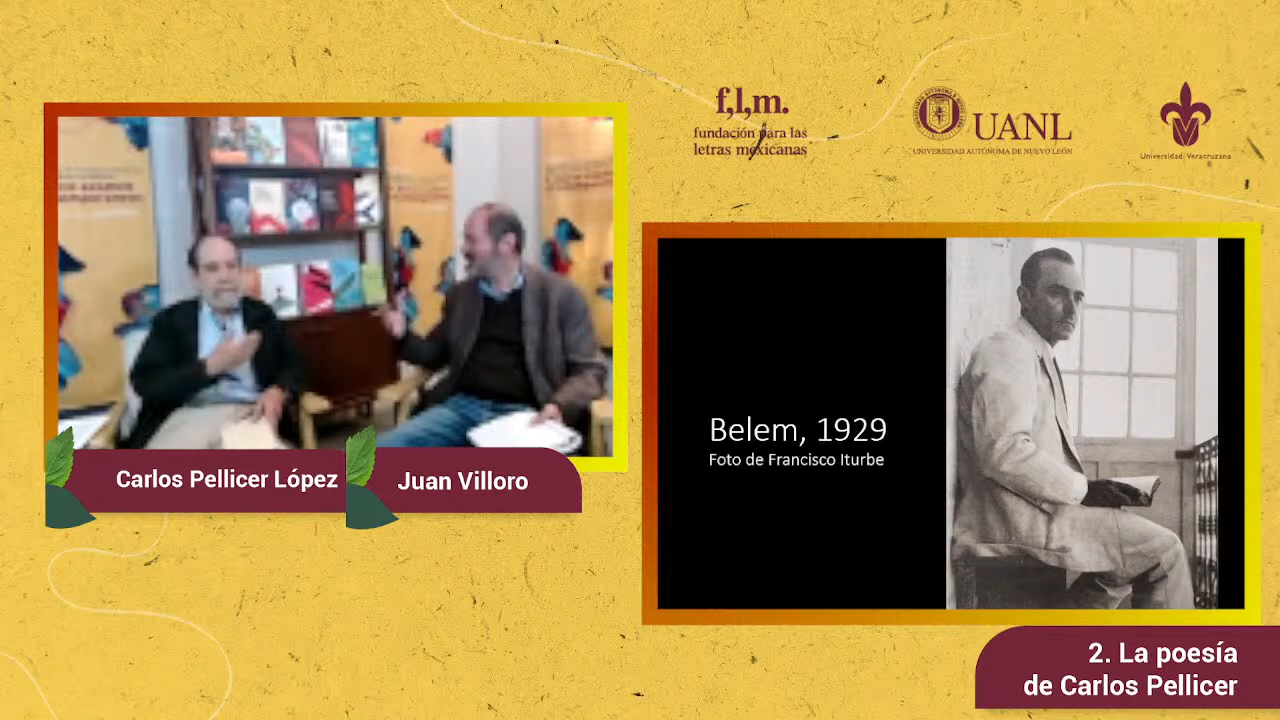 f,l,m.
fundación para las
letras mexicanas
UANL
UNIVERSIDAD AUTÓNOMA DE NUEVO LEÓN
Universidad Veracruzana
Carlos Pellicer López
Juan Villoro
Belem, 1929
Foto de Francisco Iturbe
2. La poesía
de Carlos Pellicer